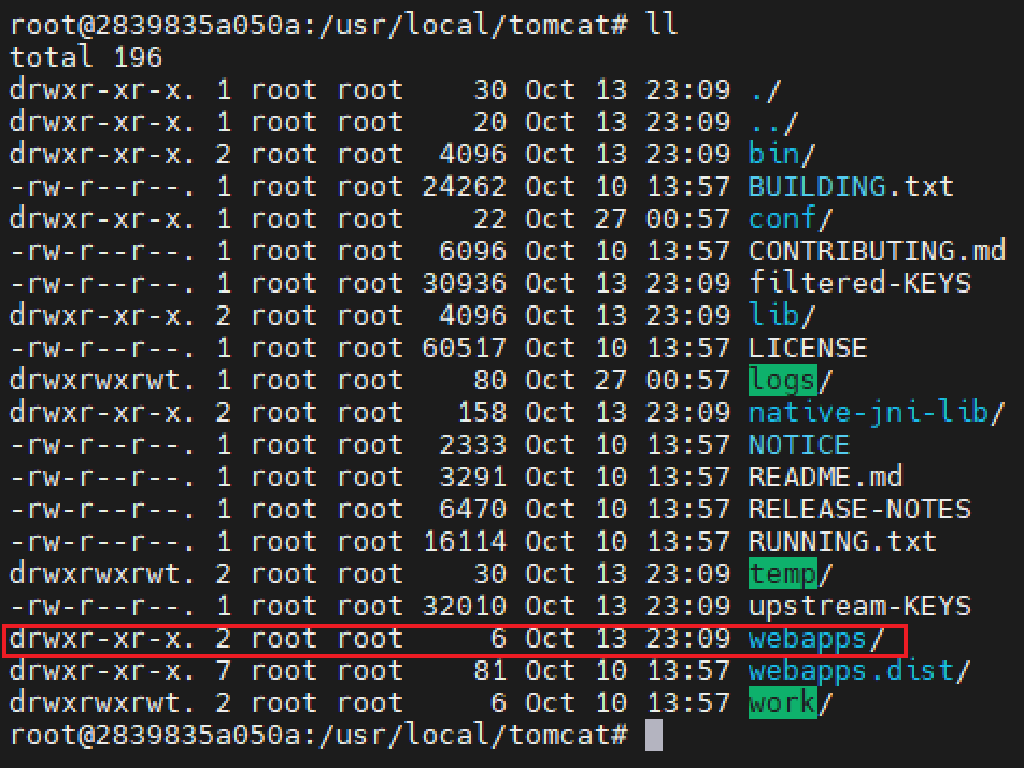 root@2839835a050a:/usr/local/tomcat# ll
total 196
drwxr-xr-x. 1 root root    30 Oct 13 23:09 ./
drwxr-xr-x. 1 root root    20 Oct 13 23:09 ../
drwxr-xr-x. 2 root root  4096 Oct 13 23:09 bin/
-rw-r--r--. 1 root root 24262 Oct 10 13:57 BUILDING.txt
drwxr-xr-x. 1 root root    22 Oct 27 00:57 conf/
-rw-r--r--. 1 root root  6096 Oct 10 13:57 CONTRIBUTING.md
-rw-r--r--. 1 root root 30936 Oct 13 23:09 filtered-KEYS
drwxr-xr-x. 2 root root  4096 Oct 13 23:09 lib/
-rw-r--r--. 1 root root 60517 Oct 10 13:57 LICENSE
drwxrwxrwt. 1 root root    80 Oct 27 00:57 logs/
drwxr-xr-x. 2 root root   158 Oct 13 23:09 native-jni-lib/
-rw-r--r--. 1 root root  2333 Oct 10 13:57 NOTICE
-rw-r--r--. 1 root root  3291 Oct 10 13:57 README.md
-rw-r--r--. 1 root root  6470 Oct 10 13:57 RELEASE-NOTES
-rw-r--r--. 1 root root 16114 Oct 10 13:57 RUNNING.txt
drwxrwxrwt. 2 root root    30 Oct 13 23:09 temp/
-rw-r--r--. 1 root root 32010 Oct 13 23:09 upstream-KEYS
drwxr-xr-x. 2 root root     6 Oct 13 23:09 webapps/
drwxr-xr-x. 7 root root    81 Oct 10 13:57 webapps.dist/
drwxrwxrwt. 2 root root     6 Oct 10 13:57 work/
root@2839835a050a:/usr/local/tomcat#